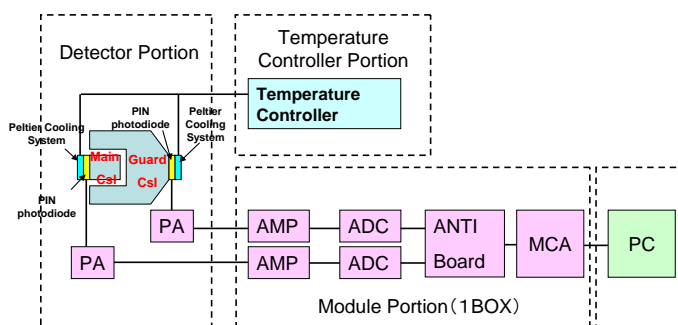 Detector Portion
Temperature
Controller Portion
Temperature
Controller
PIN
photodiode
Peltier
Cooling
System
Peltier Cooling
System
Main
CsI
Guard
CsI
PIN
photodiode
PA
AMP
ADC
ANTI
Board
MCA
PC
PA
AMP
ADC
Module Portion(1BOX)